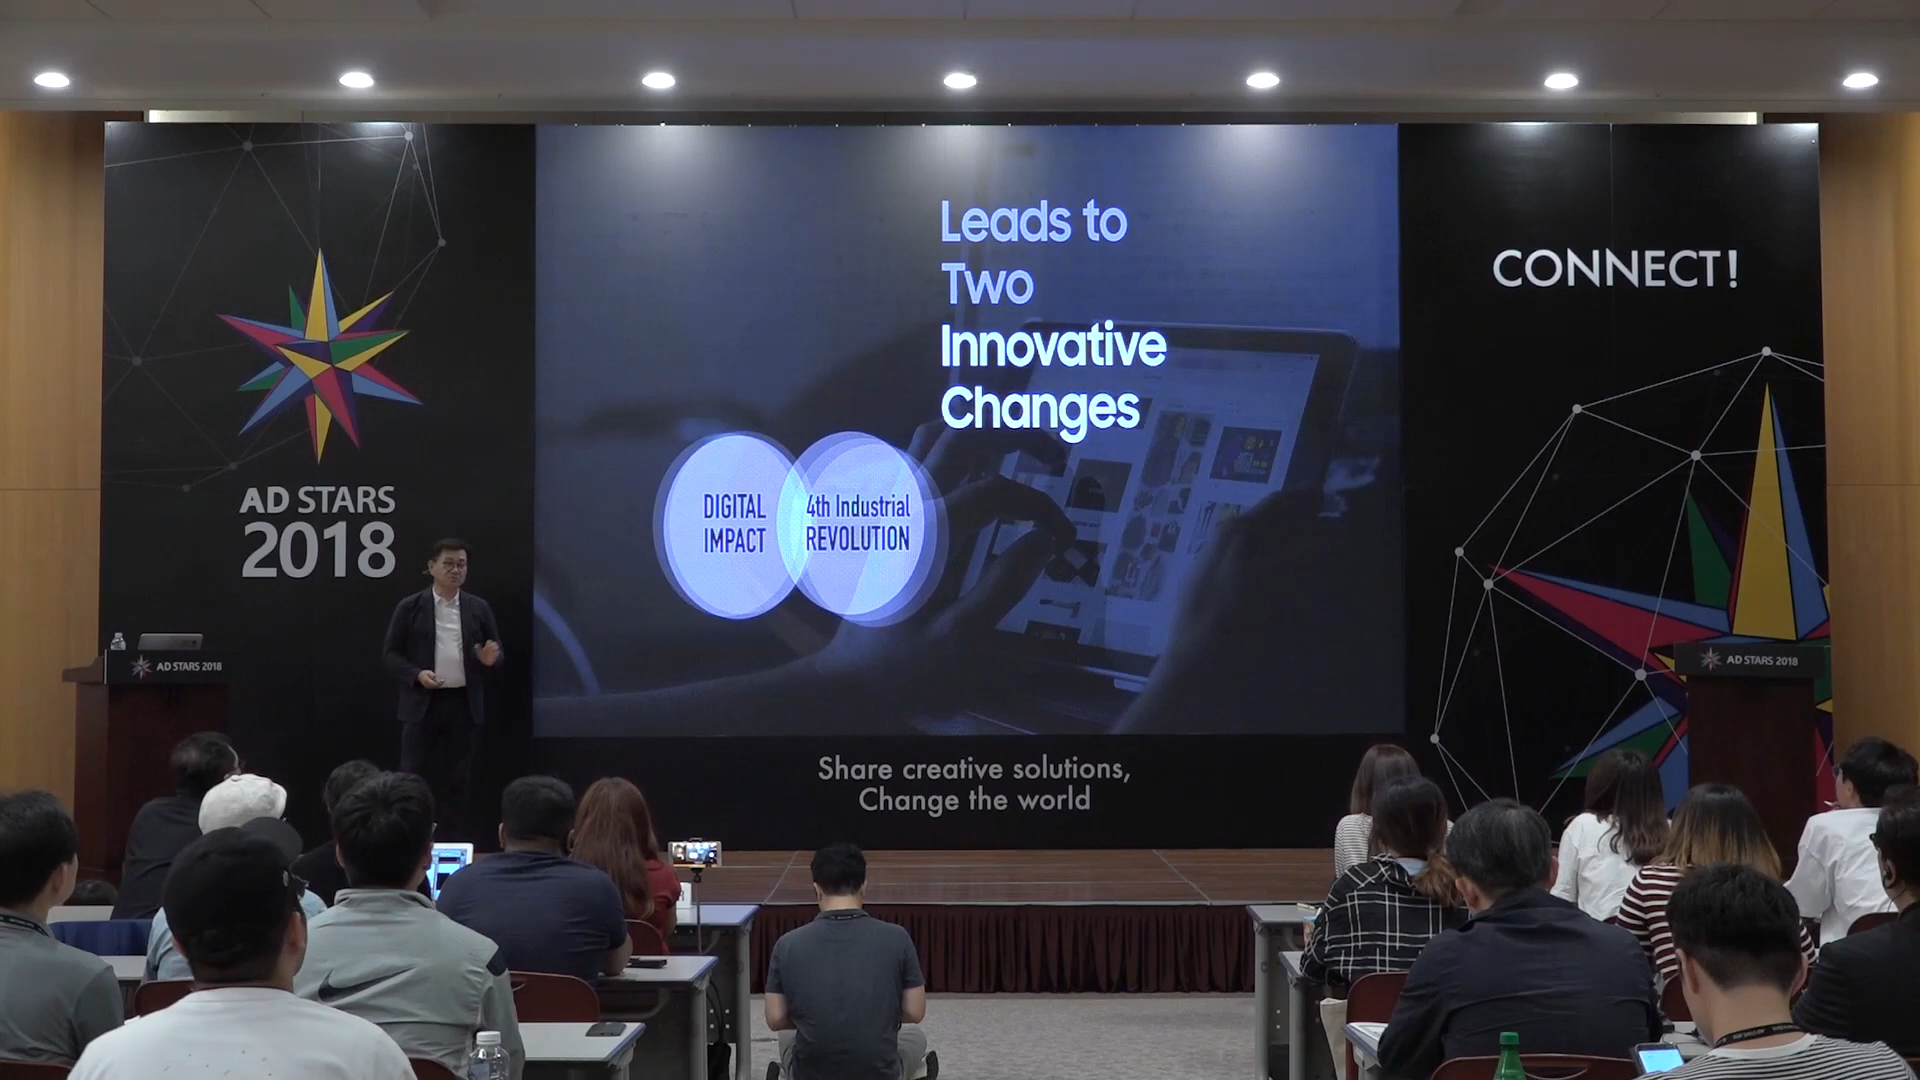 AD STARS
2018
Leads to
Two
Innovative
Changes
DIGITAL
IMPACT
4th Industrial
REVOLUTION
CONNECT!
Share creative solutions,
Change the world
AD STARS 2018
AD STARS 2018